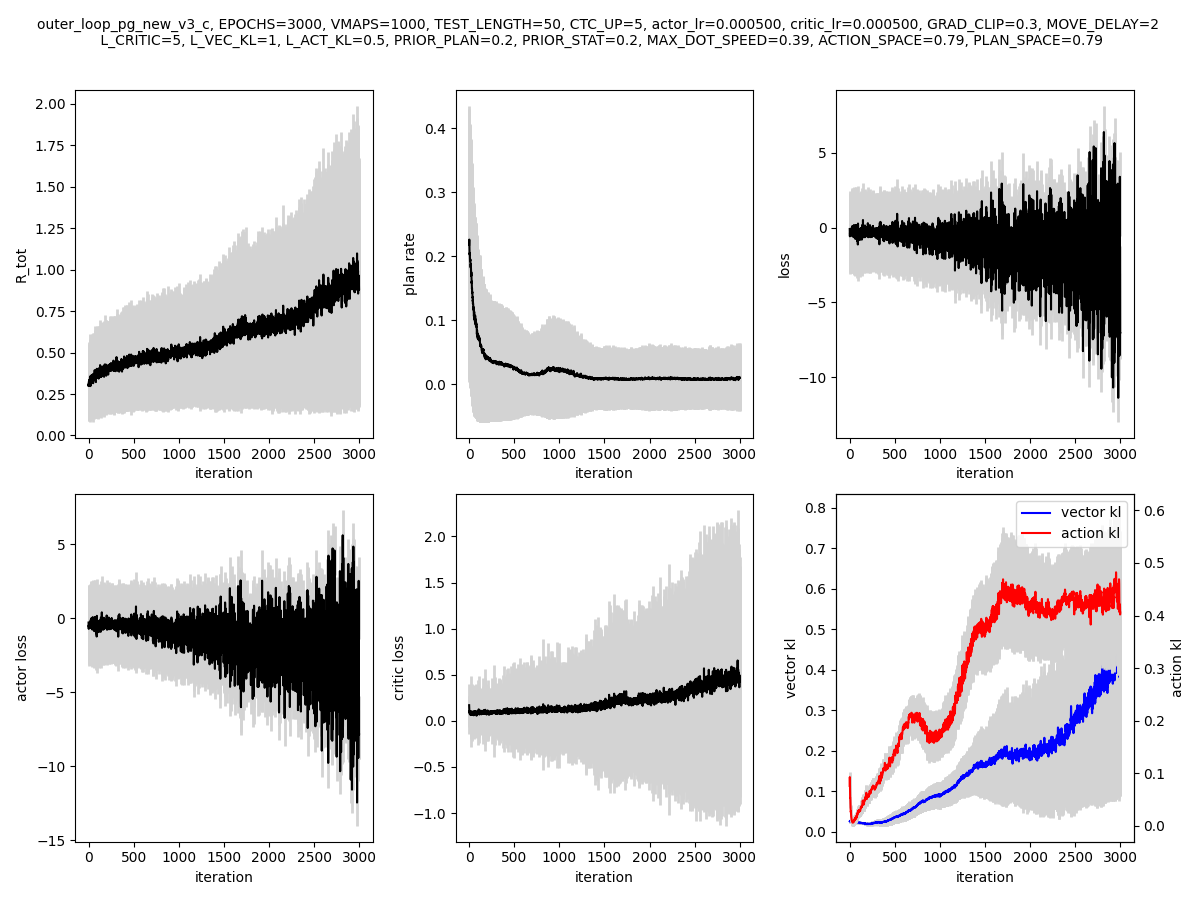 outer_loop_pg_new_v3_c, EPOCHS=3000, VMAPS=1000, TEST_LENGTH=50, CTC_UP=5, actor_lr=0.000500, critic_lr=0.000500, GRAD_CLIP=0.3, MOVE_DELAY=2
L_CRITIC=5, L_VEC_KL=1, L_ACT_KL=0.5, PRIOR_PLAN=0.2, PRIOR_STAT=0.2, MAX_DOT_SPEED=0.39, ACTION_SPACE=0.79, PLAN_SPACE=0.79
R_tot
2.00
1.75
1.50
1.25
1.00
0.75
0.50
0.25
0.00
0 500 1000 1500 2000 2500 3000
iteration
plan rate
0.4
0.3
0.2
0.1
0.0
0 500 1000 1500 2000 2500 3000
iteration
loss
5
0
−5
−10
0 500 1000 1500 2000 2500 3000
iteration
actor loss
5
0
−5
−10
−15
0 500 1000 1500 2000 2500 3000
iteration
critic loss
2.0
1.5
1.0
0.5
0.0
−0.5
−1.0
0 500 1000 1500 2000 2500 3000
iteration
vector kl
0.8
0.7
0.6
0.5
0.4
0.3
0.2
0.1
0.0
vector kl
action kl
0.6
0.5
0.4
0.3
0.2
0.1
0.0
action kl
0 500 1000 1500 2000 2500 3000
iteration